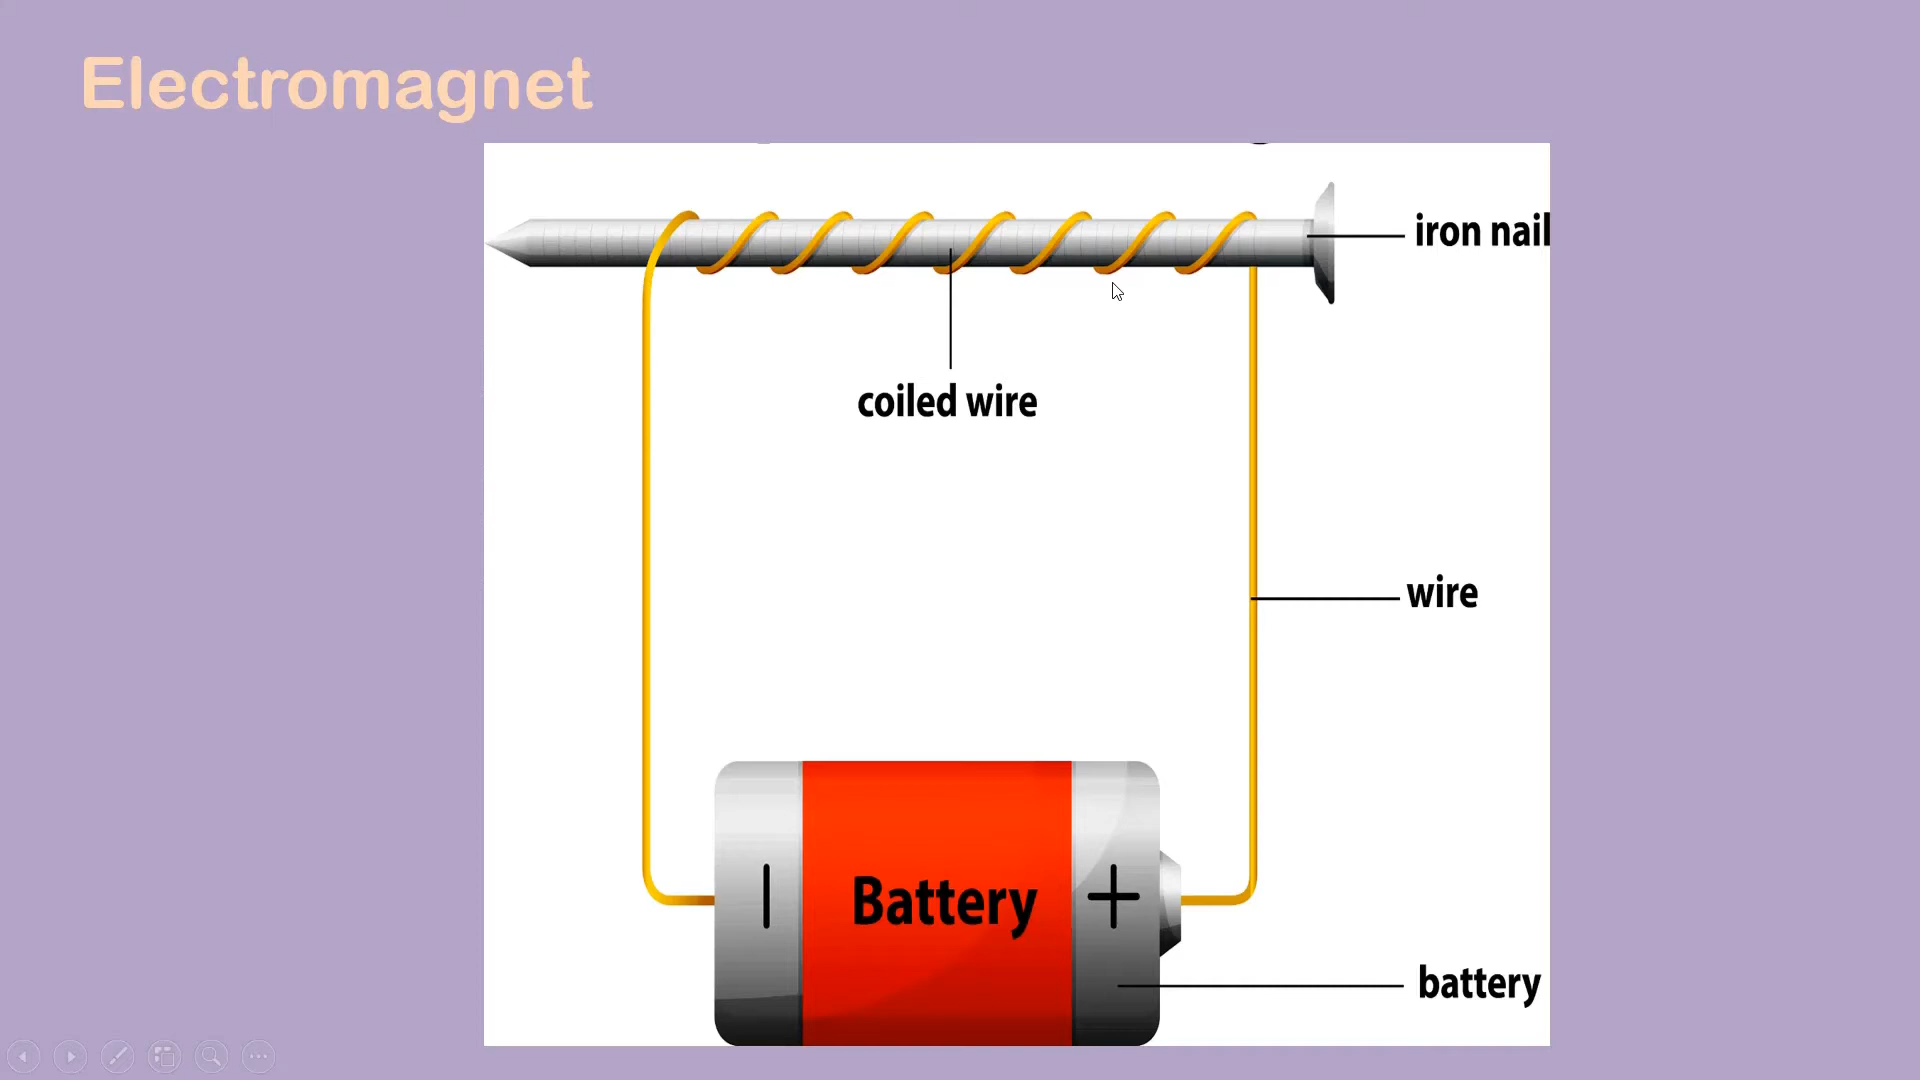 Electromagnet
iron nail
coiled wire
wire
Battery
battery